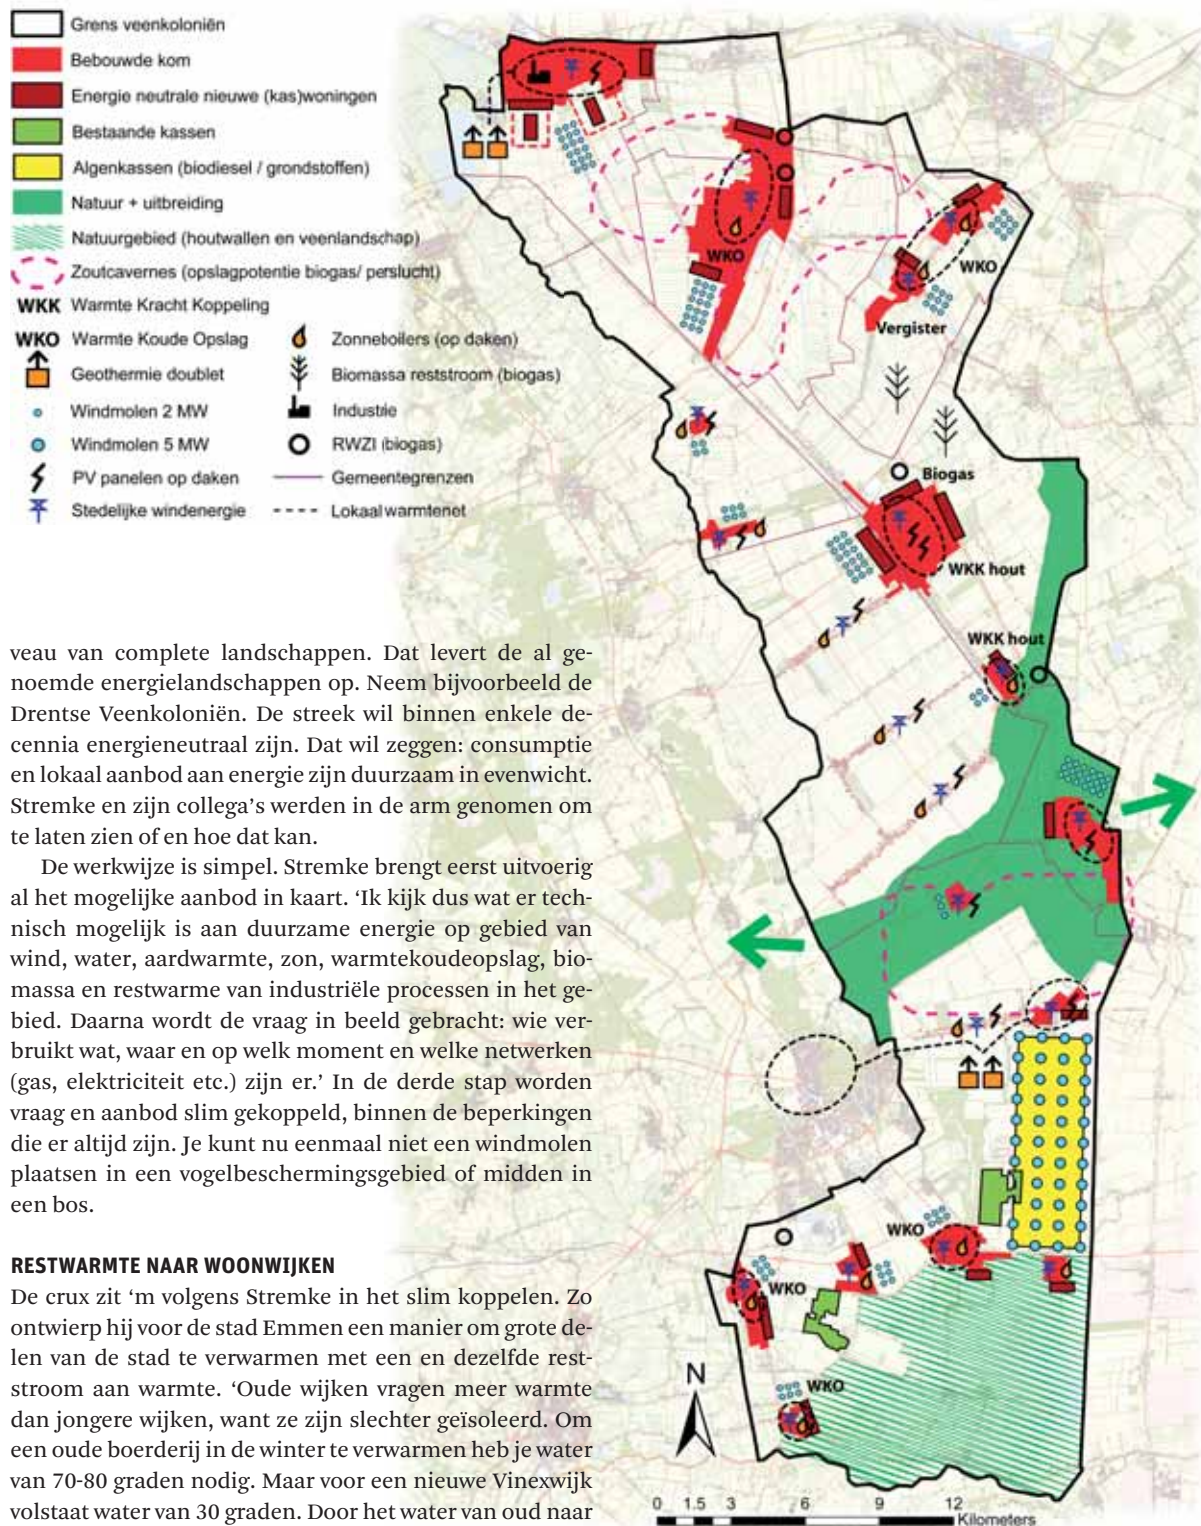 Grens veenkoloniën
Bebouwde kom
Energie neutrale nieuwe (kas)woningen
Bestaande kassen
Algenkassen (biodiesel / grondstoffen)
Natuur + uitbreiding
Natuurgebied (houtwallen en veenlandschap)
Zoutcavernes (opslagpotentie biogas/ perslucht)
WKK Warmte Kracht Koppeling
WKO Warmte Koude Opslag
Geothermie doublet
Windmolen 2 MW
Windmolen 5 MW
PV panelen op daken
Stedelijke windenergie
Zonneboilers (op daken)
Biomassa reststroom (biogas)
Industrie
RWZI (biogas)
Gemeentegrenzen
Lokaal warmtenet
WKO
WKO
Vergister
Biogas
WKK hout
WKK hout
WKO
WKO
WKO
N
0 1.5 3 6 9 12
Kilometers
veau van complete landschappen. Dat levert de al ge-
noemde energielandschappen op. Neem bijvoorbeeld de
Drentse Veenkoloniën. De streek wil binnen enkele de-
cennia energieneutraal zijn. Dat wil zeggen: consumptie
en lokaal aanbod aan energie zijn duurzaam in evenwicht.
Stremke en zijn collega's werden in de arm genomen om
te laten zien of en hoe dat kan.
De werkwijze is simpel. Stremke brengt eerst uitvoerig
al het mogelijke aanbod in kaart. ‘Ik kijk dus wat er tech-
nisch mogelijk is aan duurzame energie op gebied van
wind, water, aardwarmte, zon, warmtekoudeopslag, bio-
massa en restwarme van industriële processen in het ge-
bied. Daarna wordt de vraag in beeld gebracht: wie ver-
bruikt wat, waar en op welk moment en welke netwerken
(gas, elektriciteit etc.) zijn er.’ In de derde stap worden
vraag en aanbod slim gekoppeld, binnen de beperkingen
die er altijd zijn. Je kunt nu eenmaal niet een windmolen
plaatsen in een vogelbeschermingsgebied of midden in
een bos.
RESTWARMTE NAAR WOONWIJKEN
De crux zit ‘m volgens Stremke in het slim koppelen. Zo
ontwierp hij voor de stad Emmen een manier om grote de-
len van de stad te verwarmen met een en dezelfde rest-
stroom aan warmte. ‘Oude wijken vragen meer warmte
dan jongere wijken, want ze zijn slechter geïsoleerd. Om
een oude boerderij in de winter te verwarmen heb je water
van 70-80 graden nodig. Maar voor een nieuwe Vinexwijk
volstaat water van 30 graden. Door het water van oud naar